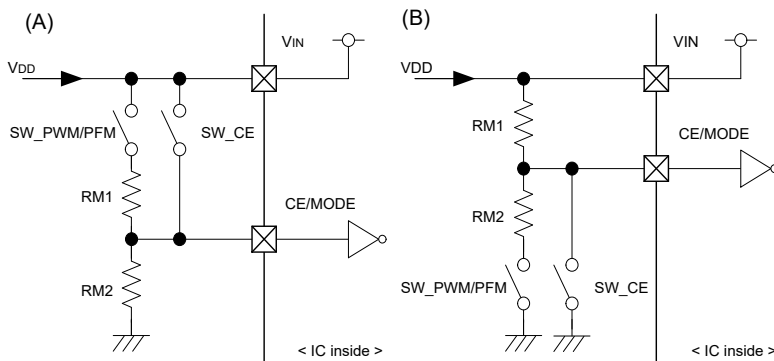 (A)
VIN
VDD
SW_PWM/PFM
SW_CE
RM1
CE/MODE
RM2
< IC inside >
(B)
VIN
VDD
RM1
CE/MODE
RM2
SW_PWM/PFM
SW_CE
< IC inside >